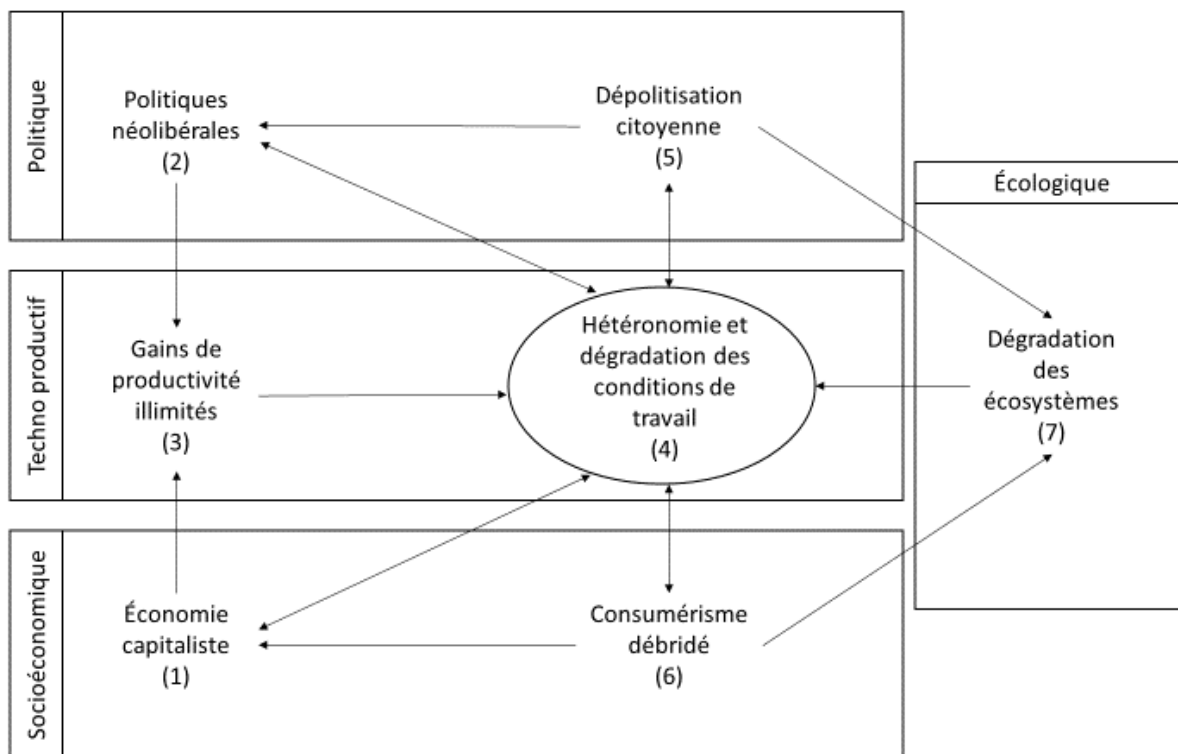 Politique
Politiques
néolibérales
(2)
Dépolitisation
citoyenne
(5)
Écologique
Techno productif
Gains de
productivité
illimités
(3)
Hétéronomie et
dégradation des
conditions de
travail
(4)
Dégradation
des
écosystèmes
(7)
Socioéconomique
Économie
capitaliste
(1)
Consumérisme
débridé
(6)